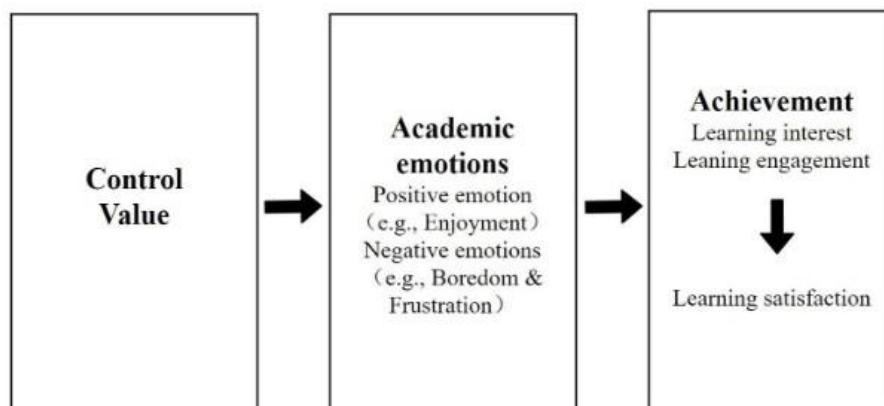 Control
Value
Academic
emotions
Positive emotion
（e.g., Enjoyment）
Negative emotions
（e.g., Boredom &
Frustration）
Achievement
Learning interest
Leaning engagement
Learning satisfaction